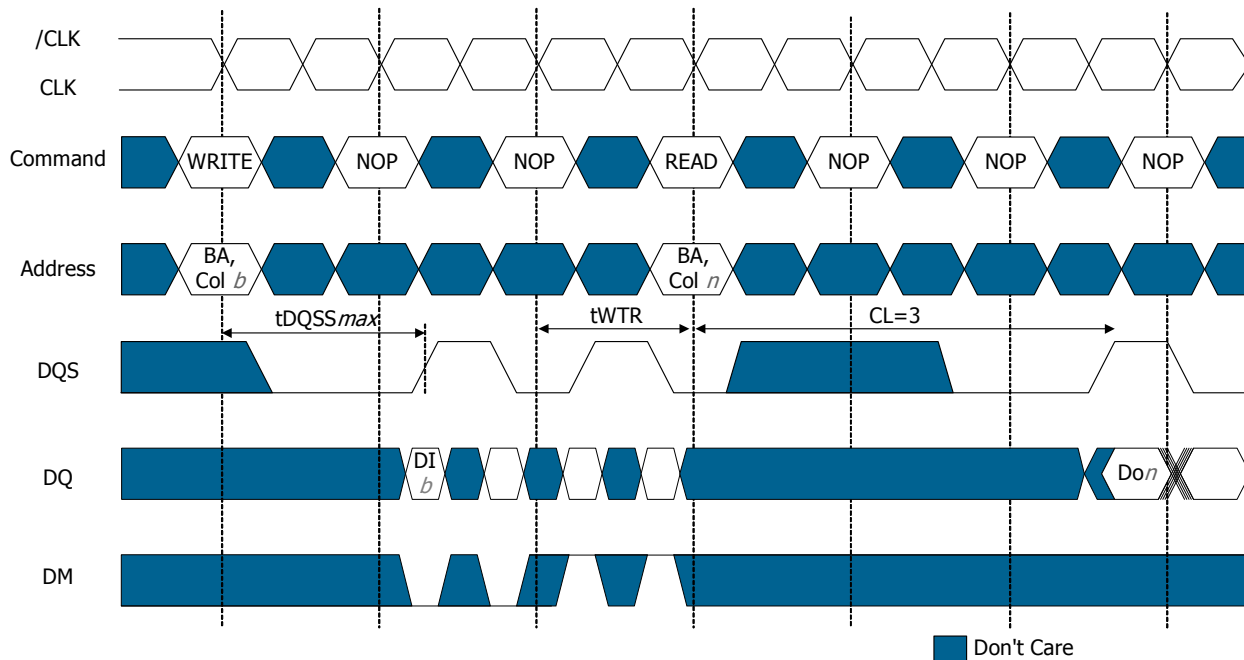 /CLK
CLK
Command
WRITE
NOP
NOP
READ
NOP
NOP
NOP
Address
BA,
Col b
BA,
Col n
tDQSSmax
tWTR
CL=3
DQS
DQ
DI
b
Don
DM
Don't Care